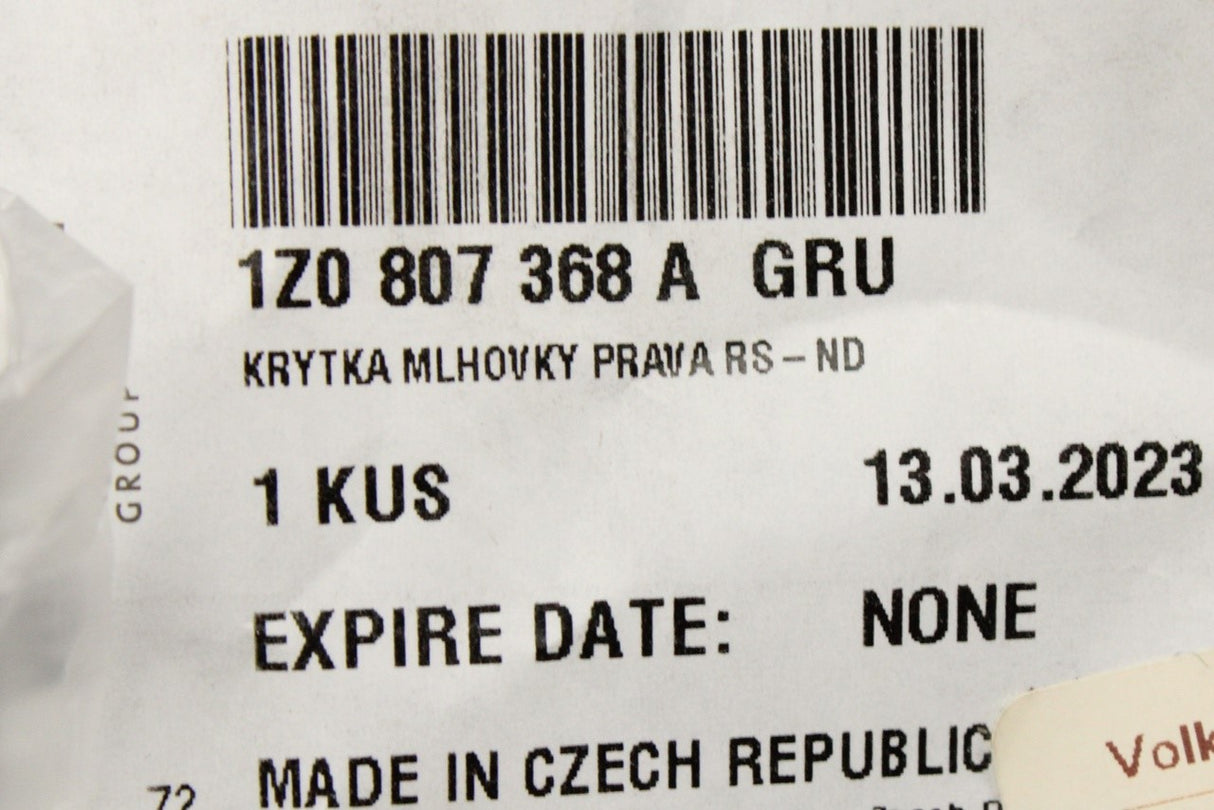 1Z0 807 368 A GRU
KRYTKA MLHOVKY PRAVA RS – ND
GROUP
1 KUS
13.03.2023
EXPIRE DATE: NONE
MADE IN CZECH REPUBLIC
72
Volk